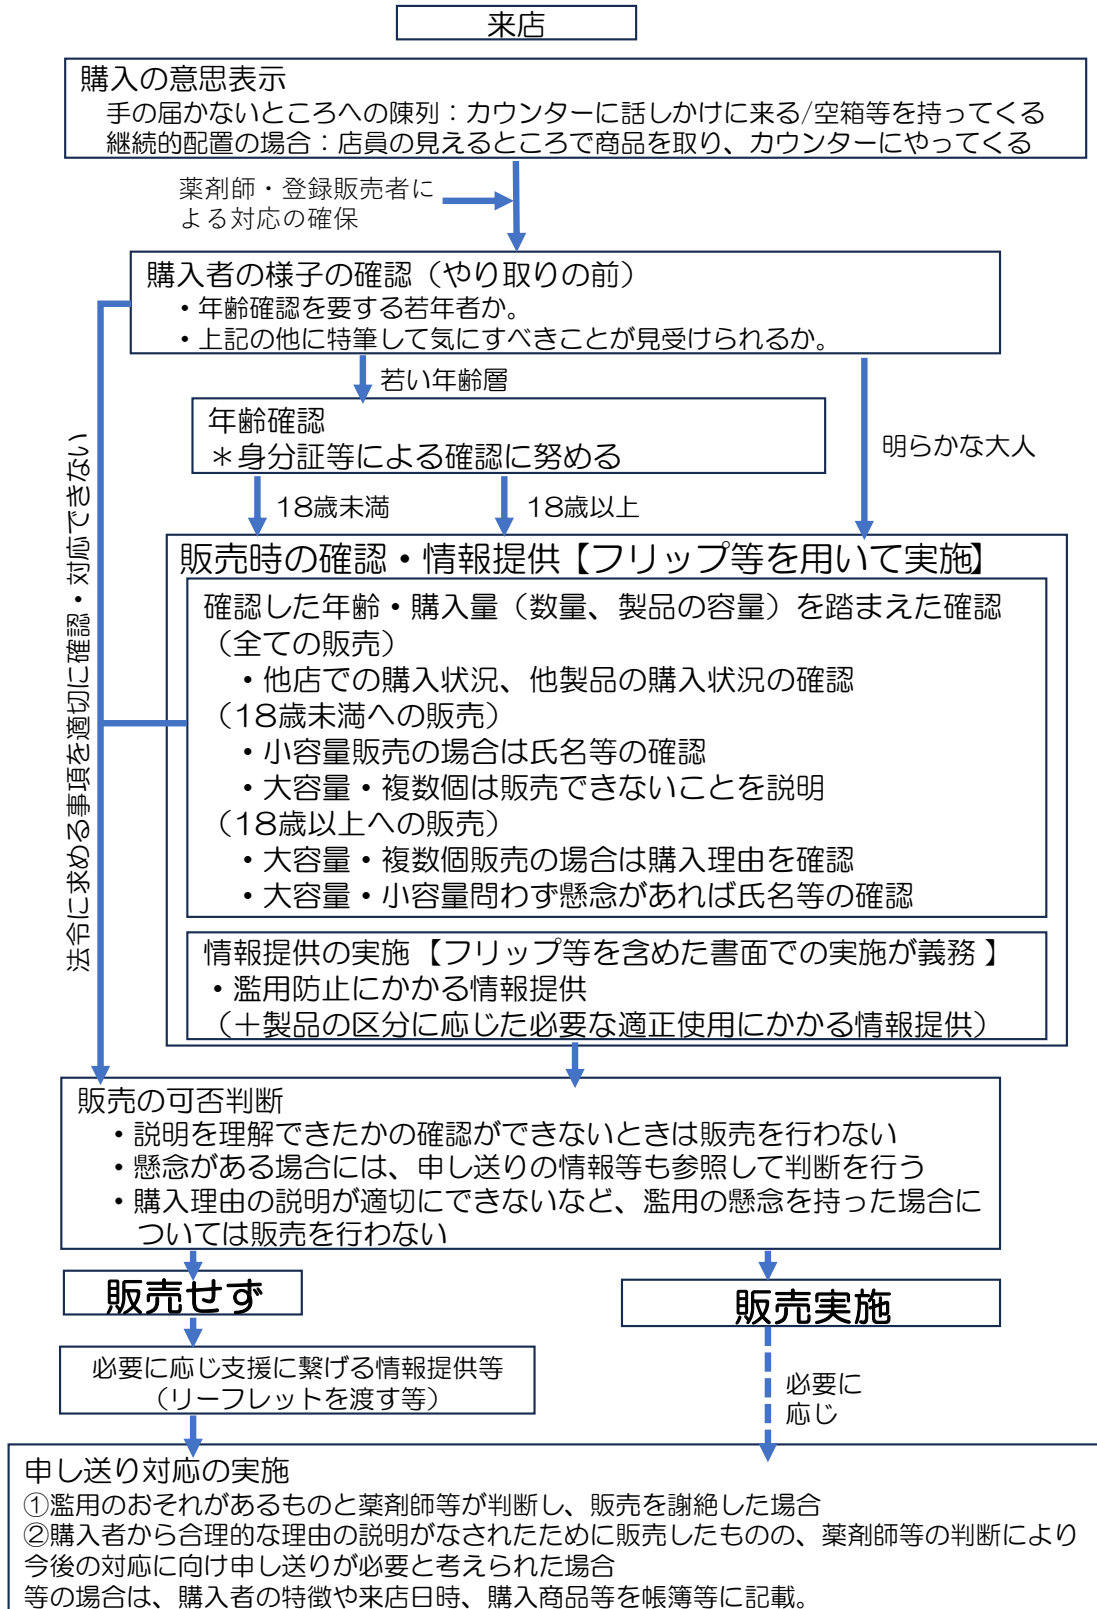 来店
購入の意思表示
手の届かないところへの陳列：カウンターに話しかけに来る/空箱等を持ってくる
継続的配置の場合：店員の見えるところで商品を取り、カウンターにやってくる
薬剤師・登録販売者に
よる対応の確保
購入者の様子の確認（やり取りの前）
・年齢確認を要する若年者か。
・上記の他に特筆して気にすべきことが見受けられるか。
若い年齢層
年齢確認
＊身分証等による確認に努める
明らかな大人
18歳未満
18歳以上
法令に求める事項を適切に確認・対応できない
販売時の確認・情報提供【フリップ等を用いて実施】
確認した年齢・購入量（数量、製品の容量）を踏まえた確認
（全ての販売）
・他店での購入状況、他製品の購入状況の確認
（18歳未満への販売）
・小容量販売の場合は氏名等の確認
・大容量・複数個は販売できないことを説明
（18歳以上への販売）
・大容量・複数個販売の場合は購入理由を確認
・大容量・小容量問わず懸念があれば氏名等の確認
情報提供の実施【フリップ等を含めた書面での実施が義務 】
・濫用防止にかかる情報提供
（＋製品の区分に応じた必要な適正使用にかかる情報提供）
販売の可否判断
・説明を理解できたかの確認ができないときは販売を行わない
・懸念がある場合には、申し送りの情報等も参照して判断を行う
・購入理由の説明が適切にできないなど、濫用の懸念を持った場合に
ついては販売を行わない
販売せず
販売実施
必要に応じ支援に繋げる情報提供等
（リーフレットを渡す等）
必要に
応じ
申し送り対応の実施
①濫用のおそれがあるものと薬剤師等が判断し、販売を謝絶した場合
②購入者から合理的な理由の説明がなされたために販売したものの、薬剤師等の判断により
今後の対応に向け申し送りが必要と考えられた場合
等の場合は、購入者の特徴や来店日時、購入商品等を帳簿等に記載。